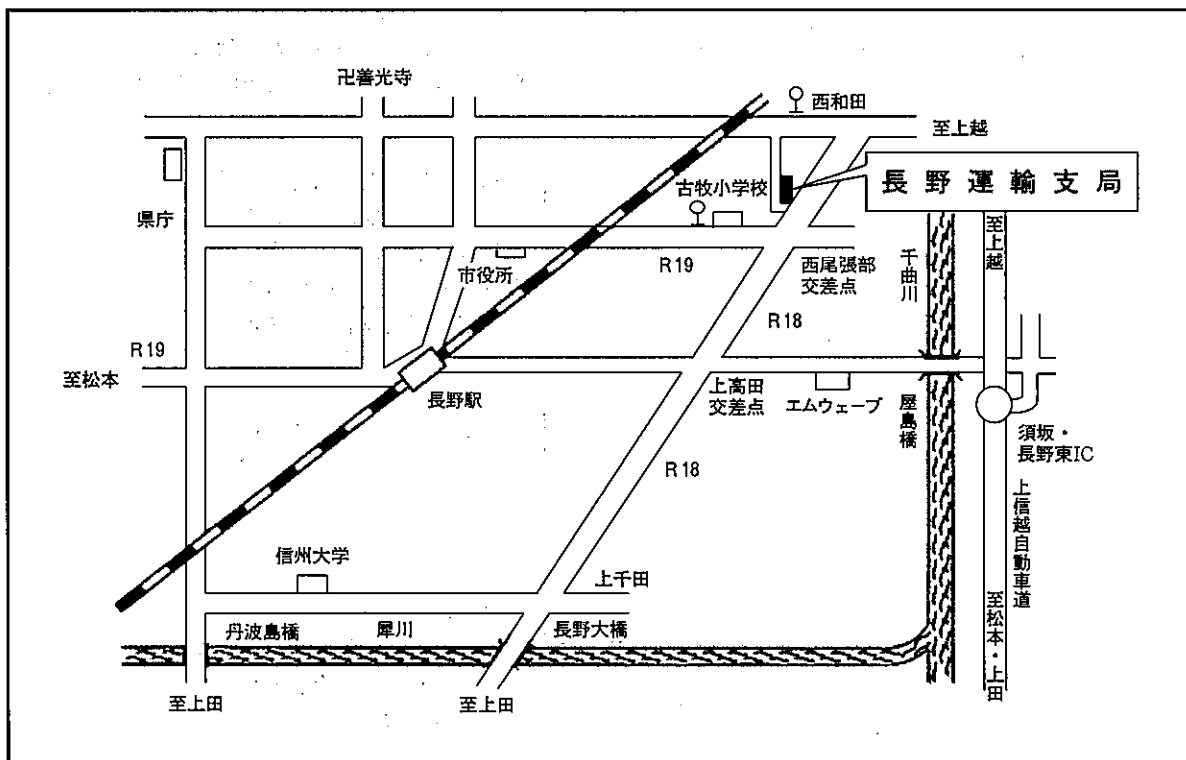 卍善光寺
西和田
至上越
古牧小学校
長野運輸支局
県庁
至上越
市役所
R19
西尾張部
交差点
千曲川
R18
R19
至松本
長野駅
上高田
交差点
エムウェーブ
屋島橋
須坂・
長野東IC
R18
上信越自動車道
信州大学
上千田
至松本・上田
丹波島橋
犀川
長野大橋
至上田
至上田